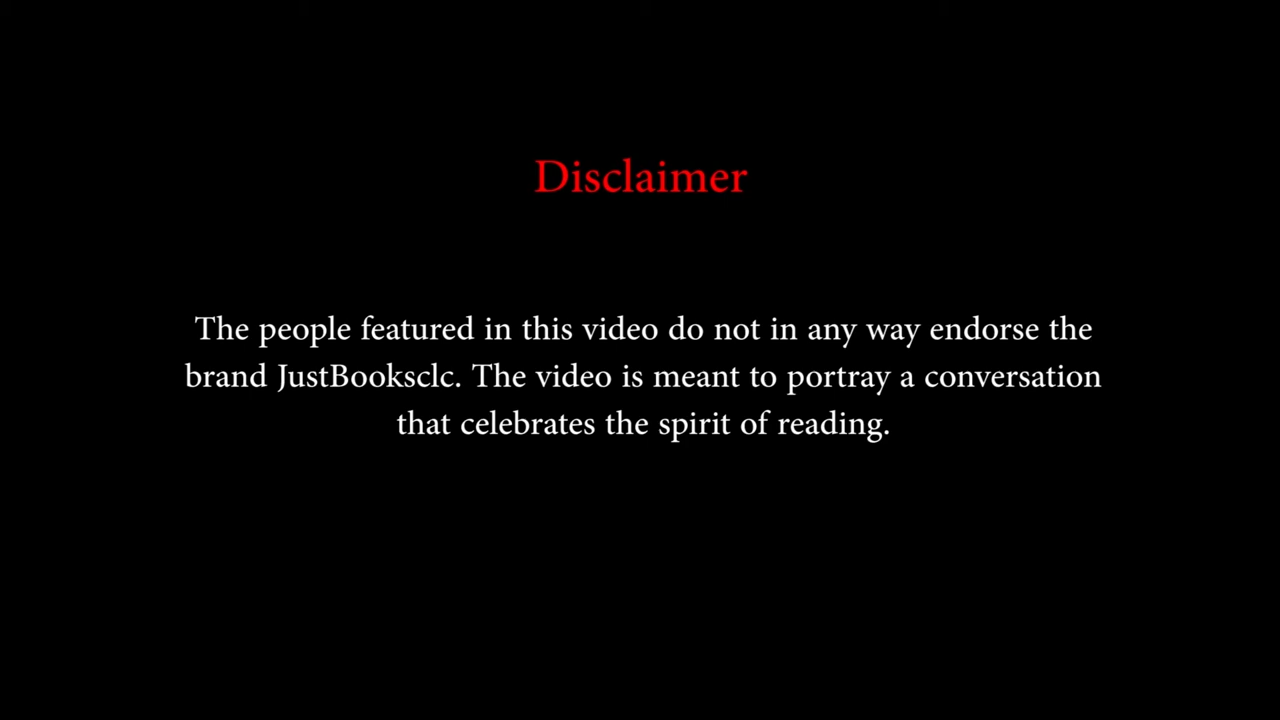 Disclaimer
The people featured in this video do not in any way endorse the
brand JustBooksclc. The video is meant to portray a conversation
that celebrates the spirit of reading.